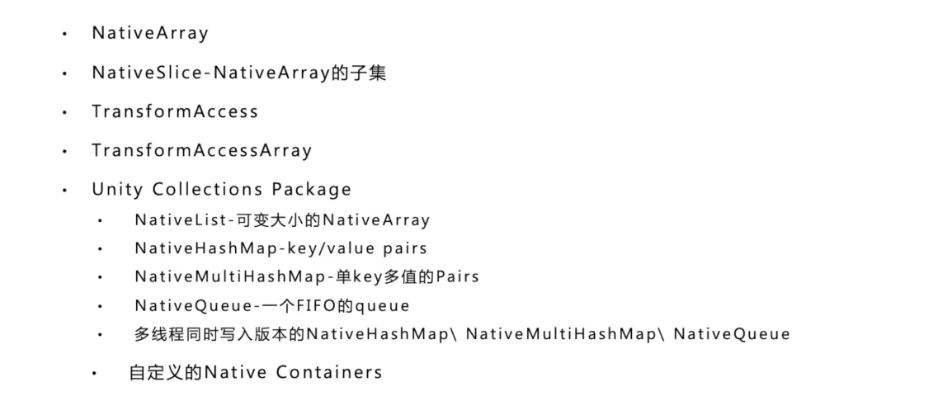 • NativeArray
• NativeSlice-NativeArray的子集
• TransformAccess
• TransformAccessArray
• Unity Collections Package
• NativeList-可变大小的NativeArray
• NativeHashMap-key/value pairs
• NativeMultiHashMap-单key多值的Pairs
• NativeQueue-一个FIFO的queue
• 多线程同时写入版本的NativeHashMap\ NativeMultiHashMap\ NativeQueue
• 自定义的Native Containers